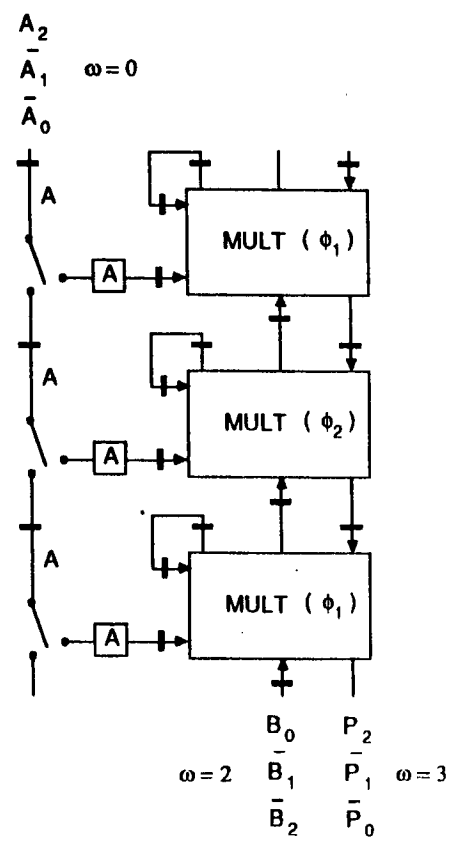 A₂
Ā₁ ω=0
Ā₀
A
MULT (ϕ₁)
A
A
MULT (ϕ₂)
A
A
MULT (ϕ₁)
A
B₀ P₂
ω=2 B̄₁ P̄₁ ω=3
B̄₂ P̄₀